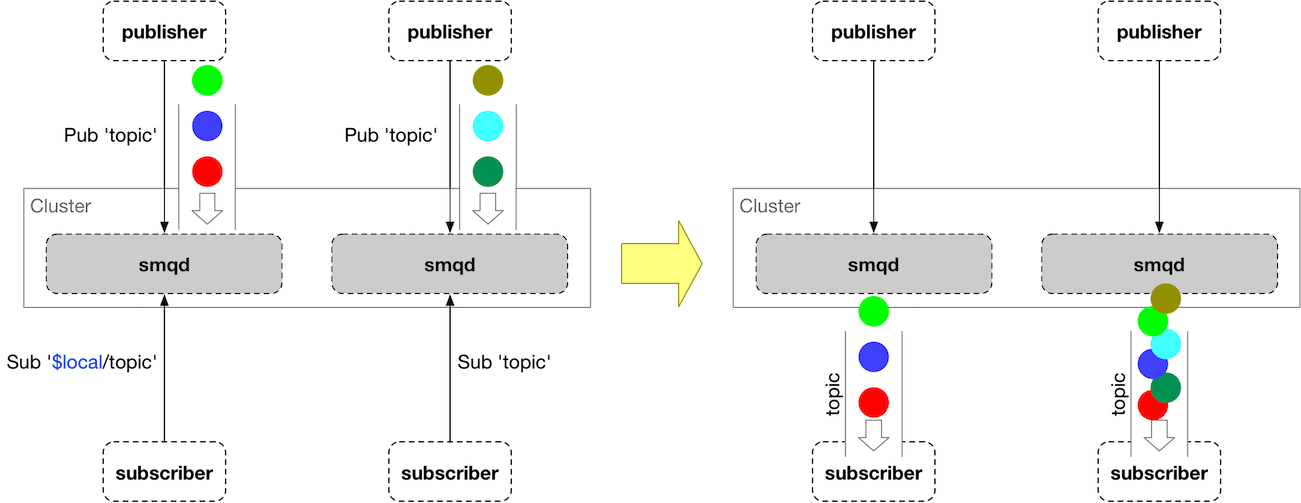 publisher
publisher
publisher
publisher
Pub 'topic'
Pub 'topic'
Cluster
Cluster
smqd
smqd
smqd
smqd
Sub '$local/topic'
Sub 'topic'
topic
topic
subscriber
subscriber
subscriber
subscriber